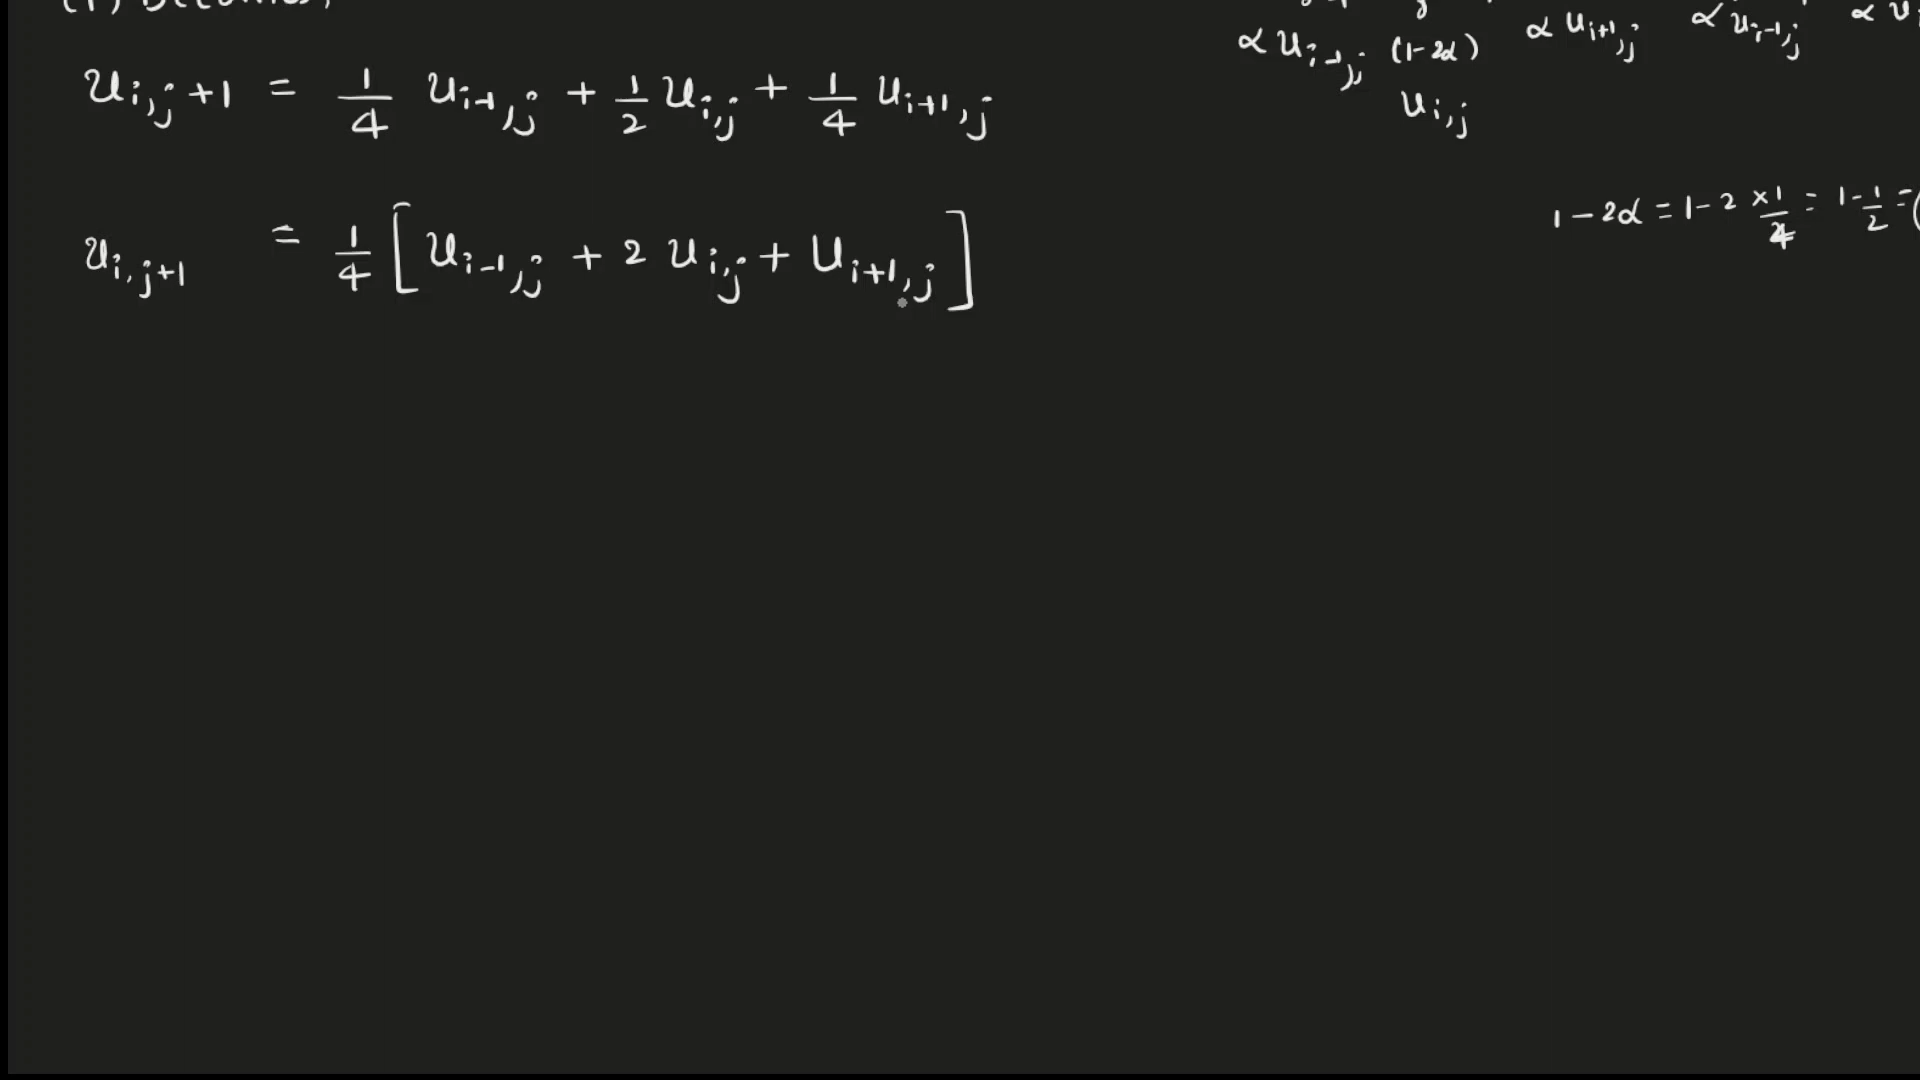 (1)
α u_{i-1,j} (1-2α) α u_{i+1,j} α u_{i-1,j} α u
u_{i,j+1} = 1/4 u_{i-1,j} + 1/2 u_{i,j} + 1/4 u_{i+1,j}
u_{i,j}
1 - 2α = 1 - 2 × 1/4 = 1 - 1/2 =
u_{i,j+1} = 1/4 [u_{i-1,j} + 2 u_{i,j} + u_{i+1,j}]